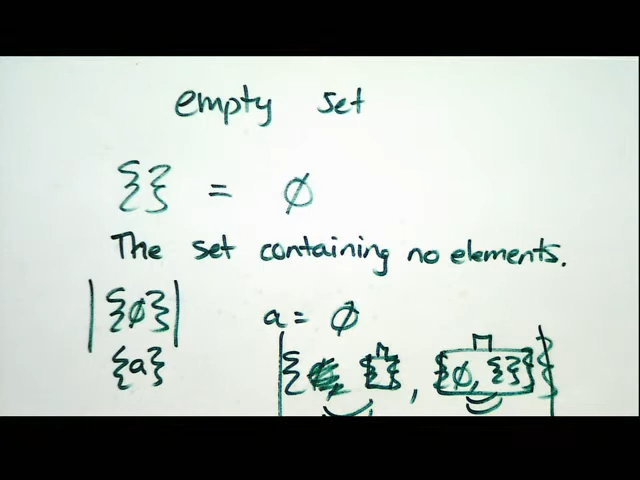 empty set
{} = ∅
The set containing no elements.
|{∅}|
a = ∅
{a}
|{ {} , {∅, {}}}|